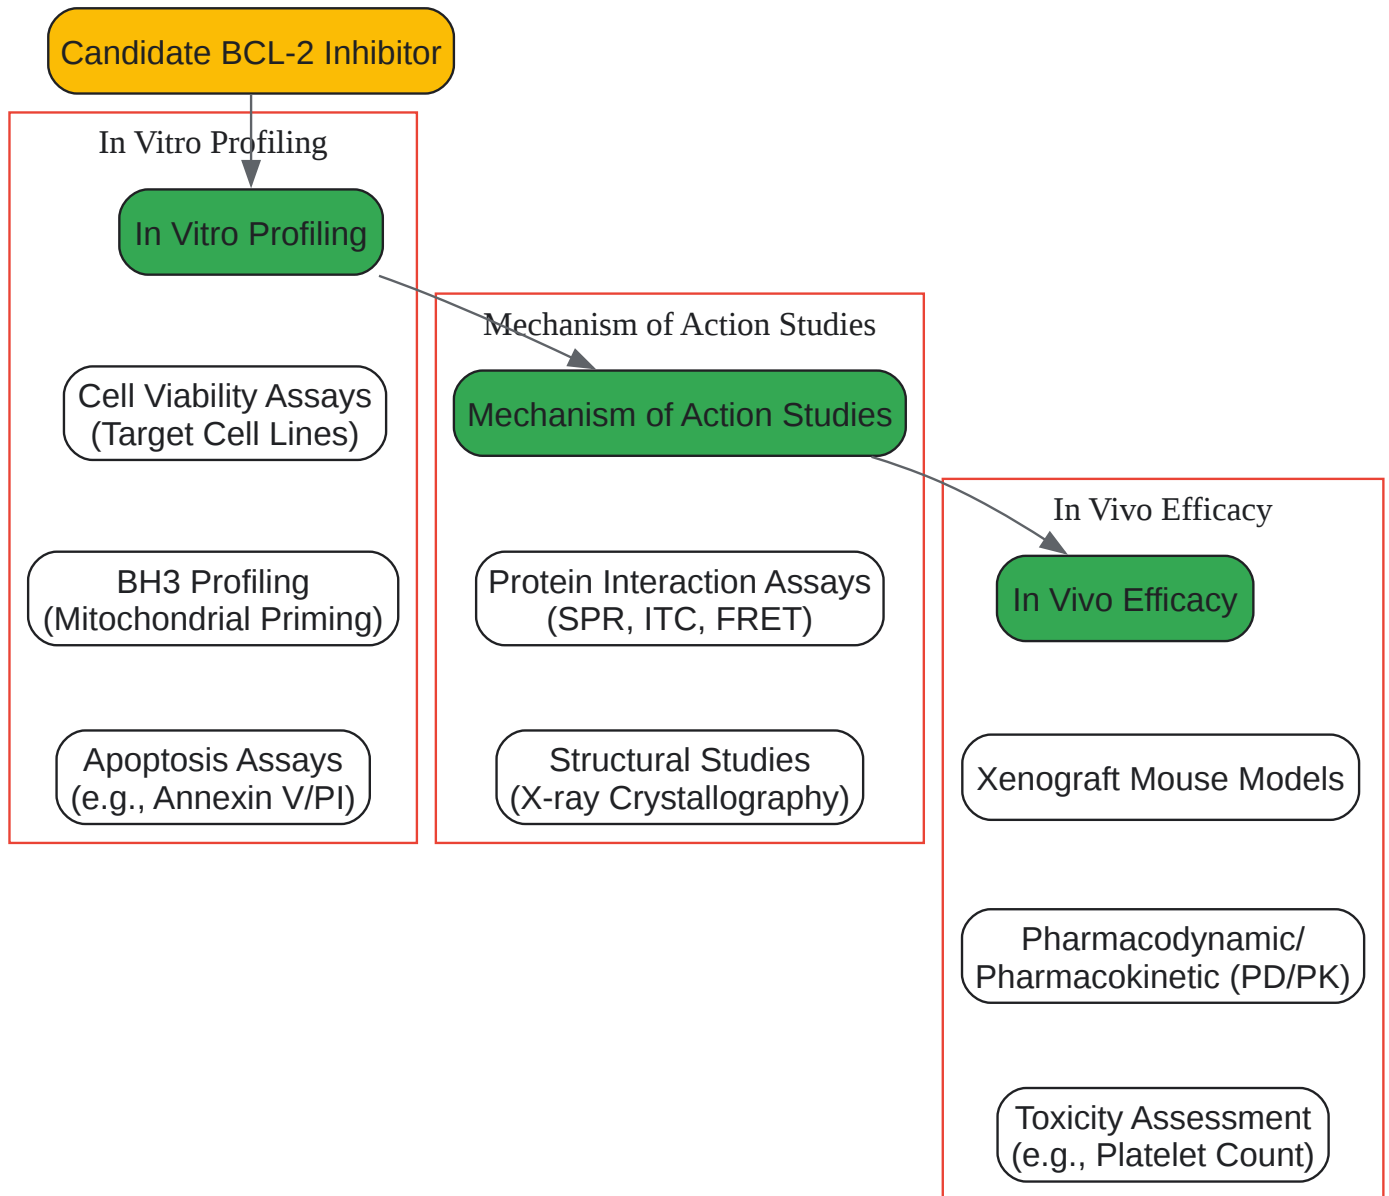 Candidate BCL-2 Inhibitor
In Vitro Profiling
In Vitro Profiling
Cell Viability Assays
(Target Cell Lines)
BH3 Profiling
(Mitochondrial Priming)
Apoptosis Assays
(e.g., Annexin V/PI)
Mechanism of Action Studies
Mechanism of Action Studies
Protein Interaction Assays
(SPR, ITC, FRET)
Structural Studies
(X-ray Crystallography)
In Vivo Efficacy
In Vivo Efficacy
Xenograft Mouse Models
Pharmacodynamic/
Pharmacokinetic (PD/PK)
Toxicity Assessment
(e.g., Platelet Count)